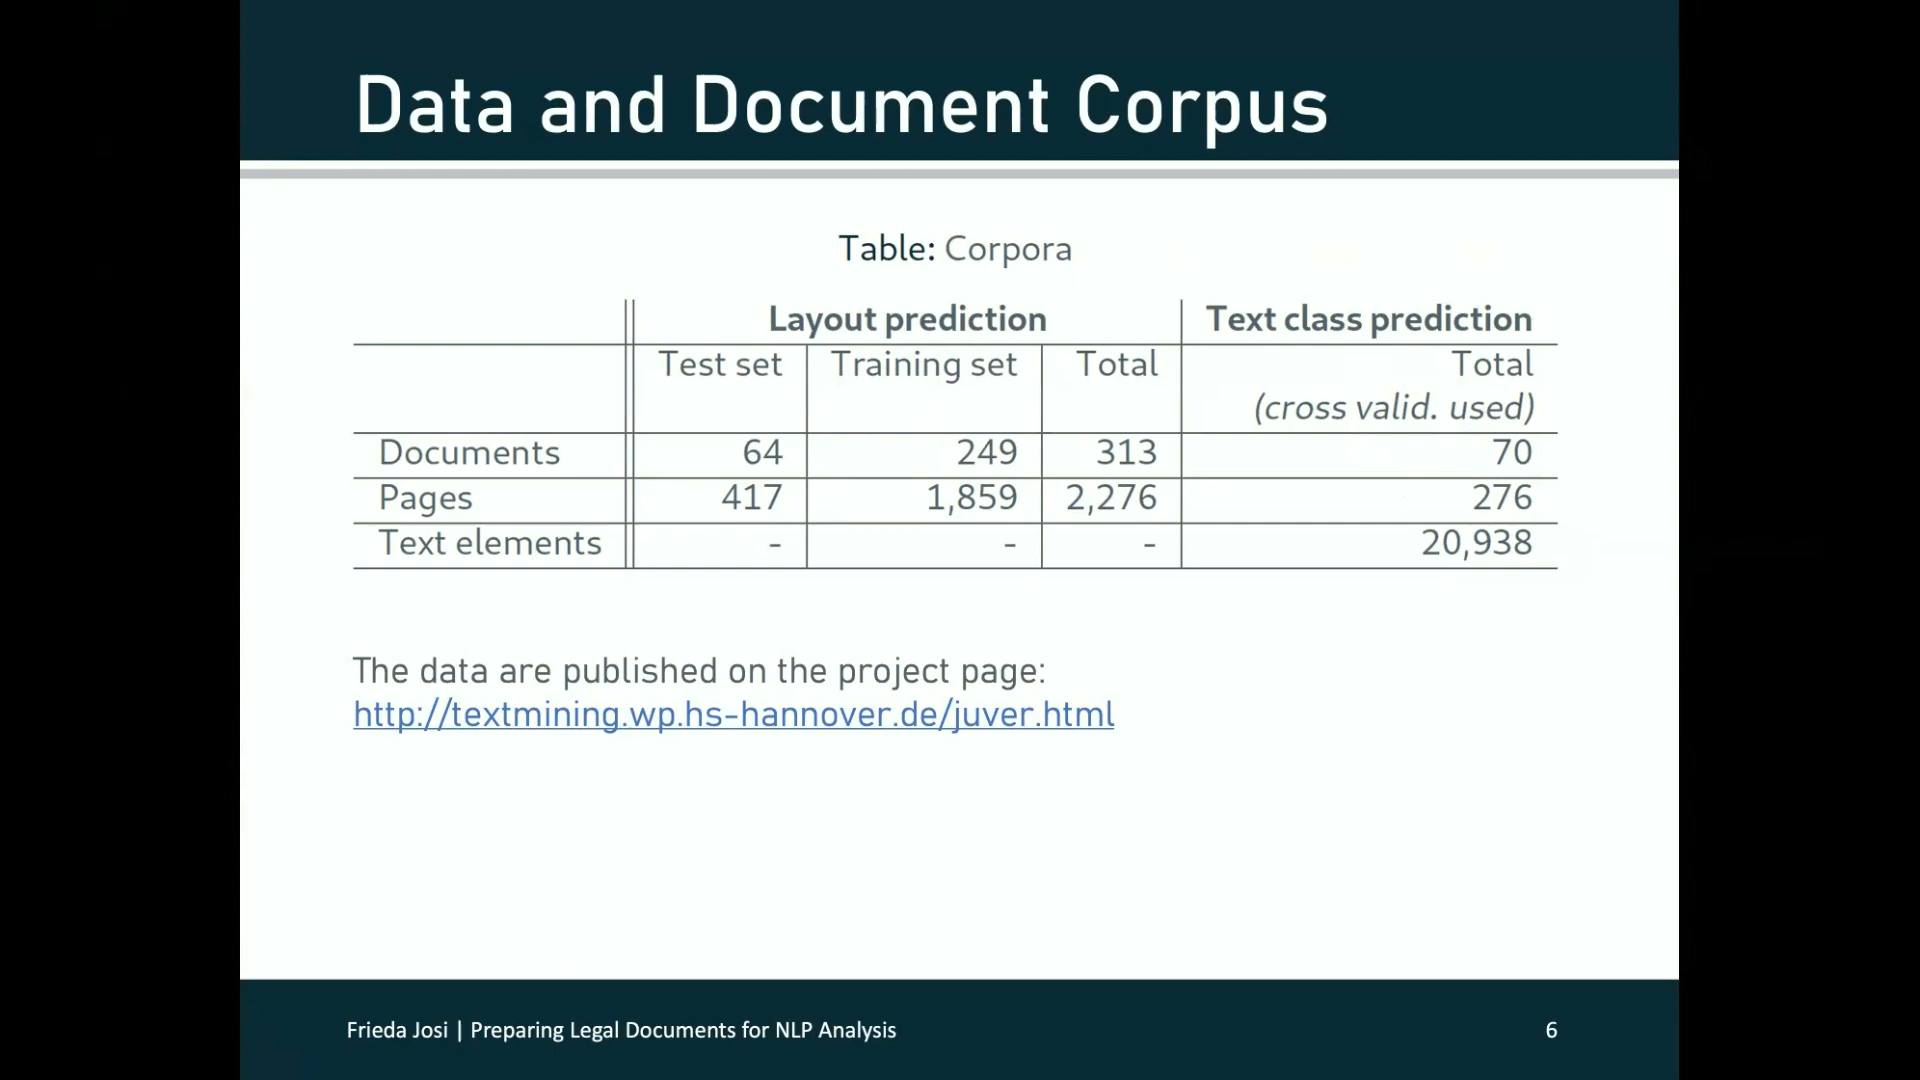 Data and Document Corpus
Table: Corpora
Layout prediction Text class prediction
Test set Training set Total Total
(cross valid. used)
Documents 64 249 313 70
Pages 417 1,859 2,276 276
Text elements - - - 20,938
The data are published on the project page:
http://textmining.wp.hs-hannover.de/juver.html
Frieda Josi | Preparing Legal Documents for NLP Analysis 6